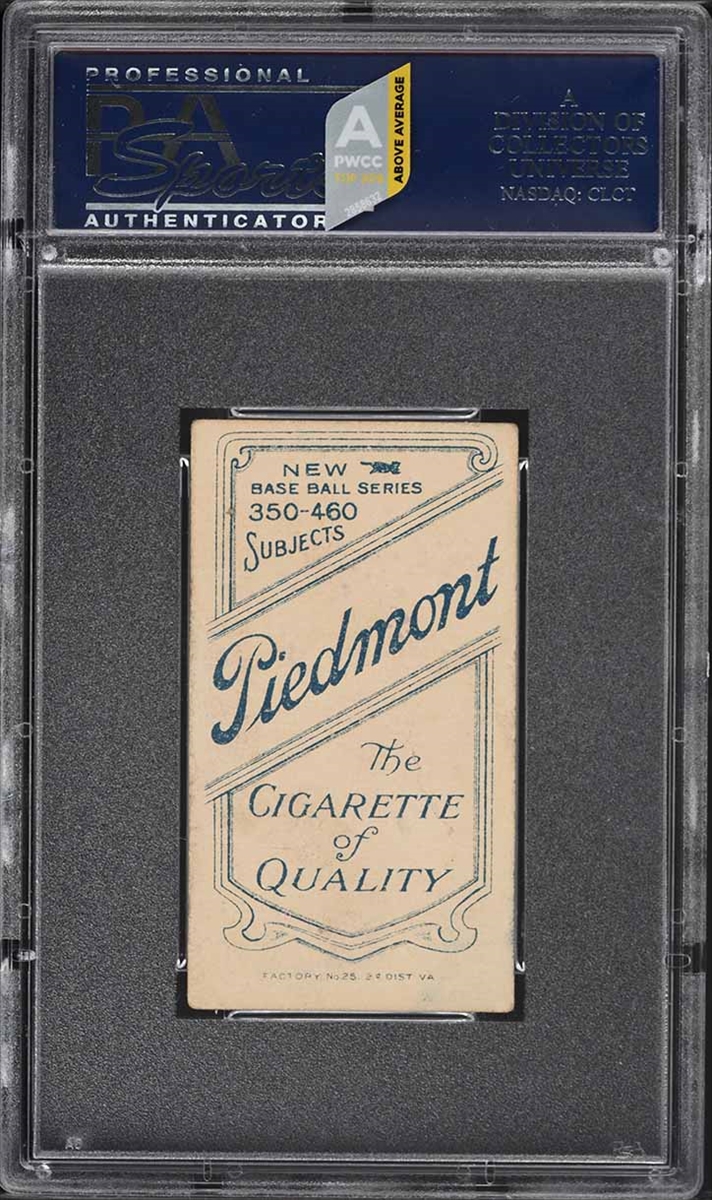 PROFESSIONAL
PSA
Sports
AUTHENTICATOR
A
PWCC
ABOVE AVERAGE
A
DIVISION OF
COLLECTORS
UNIVERSE
NASDAQ: CLCT
NEW
BASE BALL SERIES
350-460
SUBJECTS
Piedmont
The
CIGARETTE
of
QUALITY
FACTORY No 25. 2d DIST VA